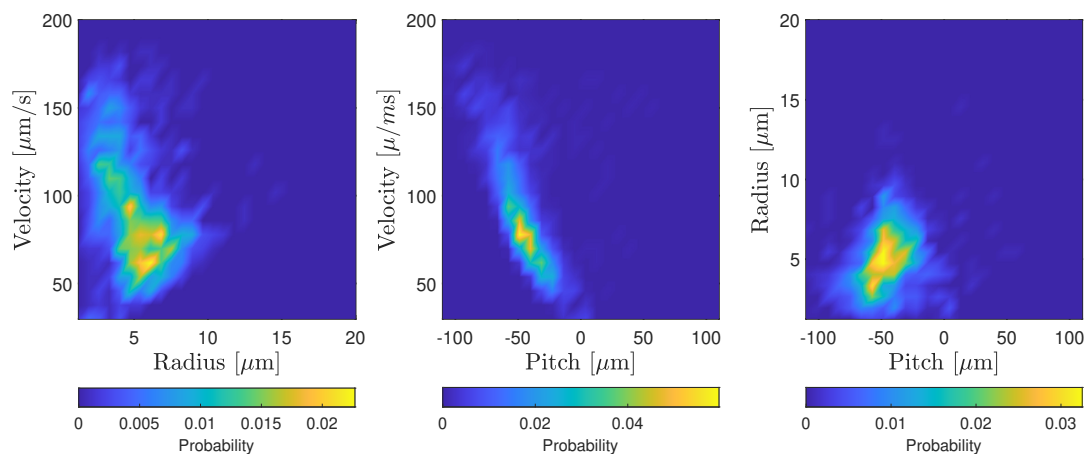 200
150
100
50
Velocity [μm/s]
5 10 15 20
Radius [μm]
0 0.005 0.01 0.015 0.02
Probability
200
150
100
50
Velocity [μ/ms]
-100 -50 0 50 100
Pitch [μm]
0 0.02 0.04
Probability
20
15
10
5
Radius [μm]
-100 -50 0 50 100
Pitch [μm]
0 0.01 0.02 0.03
Probability